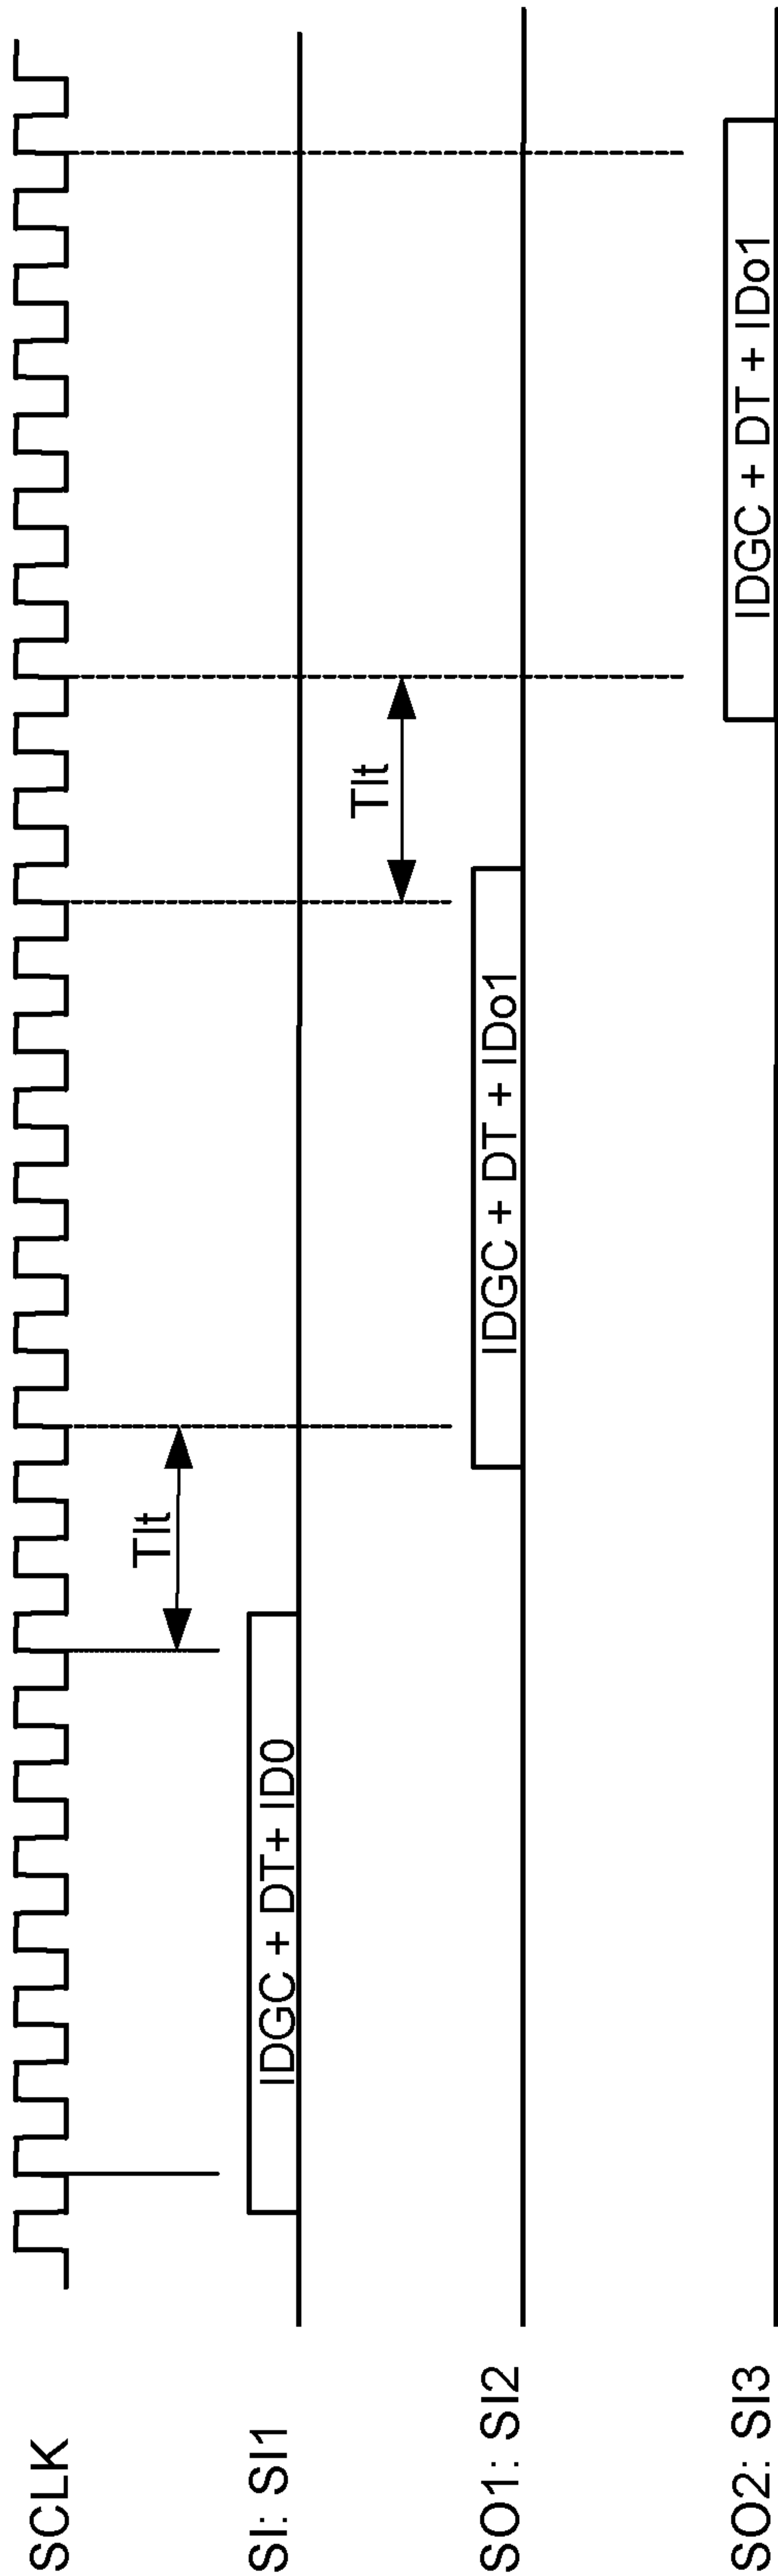 SCLK
Tlt
SI: SI1
IDGC + DT+ ID0
Tlt
SO1: SI2
IDGC + DT + IDo1
SO2: SI3
IDGC + DT + IDo1